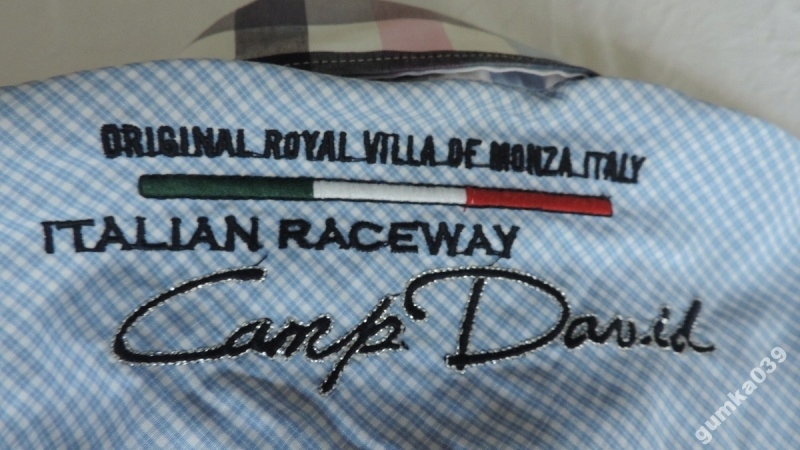 ORIGINAL ROYAL VILLA DE MONZA ITALY
ITALIAN RACEWAY
Camp David
gumka039